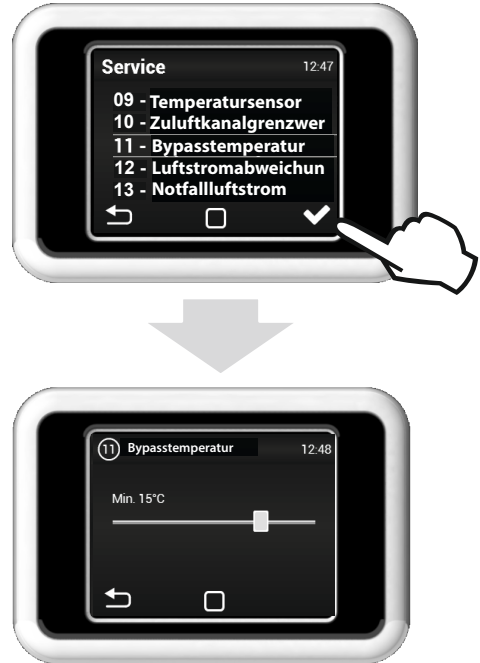 Service 12:47
09 - Temperatursensor
10 - Zuluftkanalgrenzwer
11 - Bypasstemperatur
12 - Luftstromabweichun
13 - Notfallluftstrom
11 Bypasstemperatur 12:48
Min. 15°C